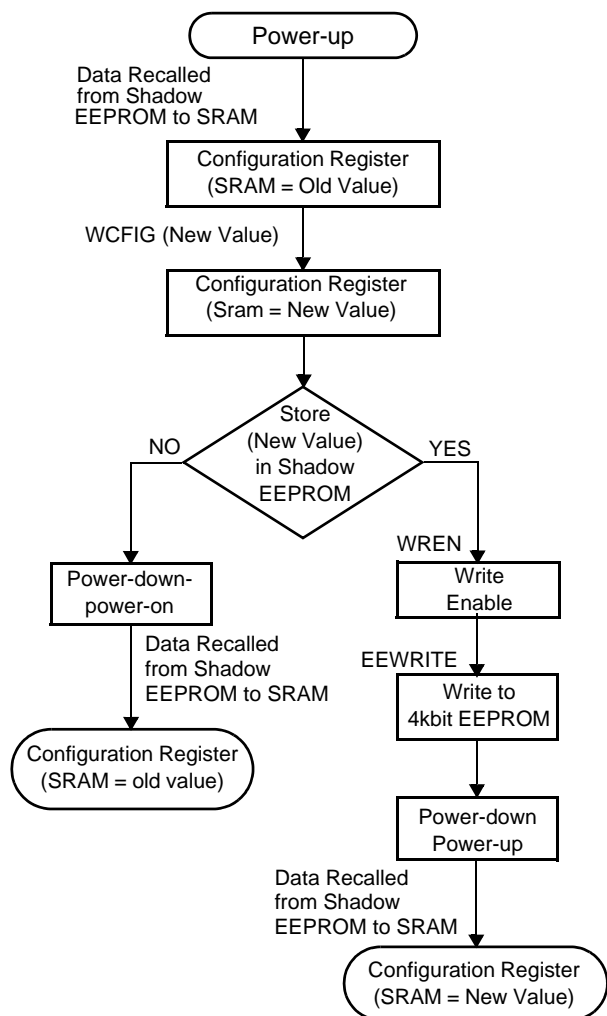 Power-up
Data Recalled
from Shadow
EEPROM to SRAM
Configuration Register
(SRAM = Old Value)
WCFIG (New Value)
Configuration Register
(Sram = New Value)
Store
(New Value)
in Shadow
EEPROM
NO
YES
Power-down-
power-on
Data Recalled
from Shadow
EEPROM to SRAM
Configuration Register
(SRAM = old value)
WREN
Write
Enable
EEWRITE
Write to
4kbit EEPROM
Power-down
Power-up
Data Recalled
from Shadow
EEPROM to SRAM
Configuration Register
(SRAM = New Value)